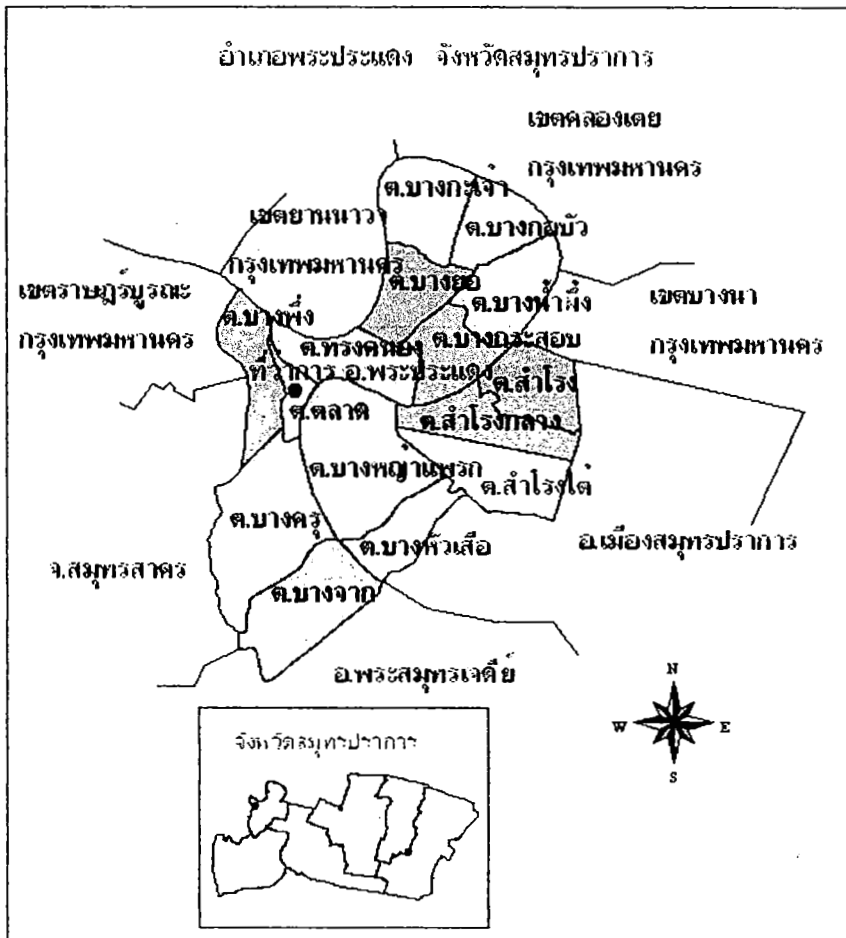 อำเภอพระประแดง จังหวัดสมุทรปราการ
เขตคลองเตย
กรุงเทพมหานคร
ต.บางกะเจ้า
เขตยานนาวา
ต.บางกอบัว
กรุงเทพมหานคร
ต.บางยอ
เขตราษฎร์บูรณะ
กรุงเทพมหานคร
ต.บางพึ่ง
ต.บางน้ำผึ้ง
เขตบางนา
กรุงเทพมหานคร
ต.ทรงคนอง
ต.บางกระสอบ
ที่ว่าการ อ.พระประแดง
ต.สำโรง
ต.ตลาด
ต.สำโรงกลาง
ต.บางหญ้าแพรก
ต.สำโรงใต้
ต.บางครุ
ต.บางหัวเสือ
อ.เมืองสมุทรปราการ
จ.สมุทรสาคร
ต.บางจาก
อ.พระสมุทรเจดีย์
N
W E
S
จังหวัดสมุทรปราการ